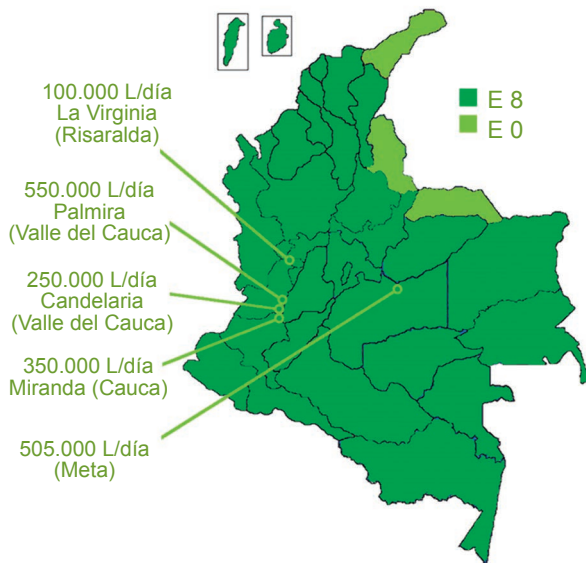 100.000 L/día
La Virginia
(Risaralda)
550.000 L/día
Palmira
(Valle del Cauca)
250.000 L/día
Candelaria
(Valle del Cauca)
350.000 L/día
Miranda (Cauca)
505.000 L/día
(Meta)
E 8
E 0